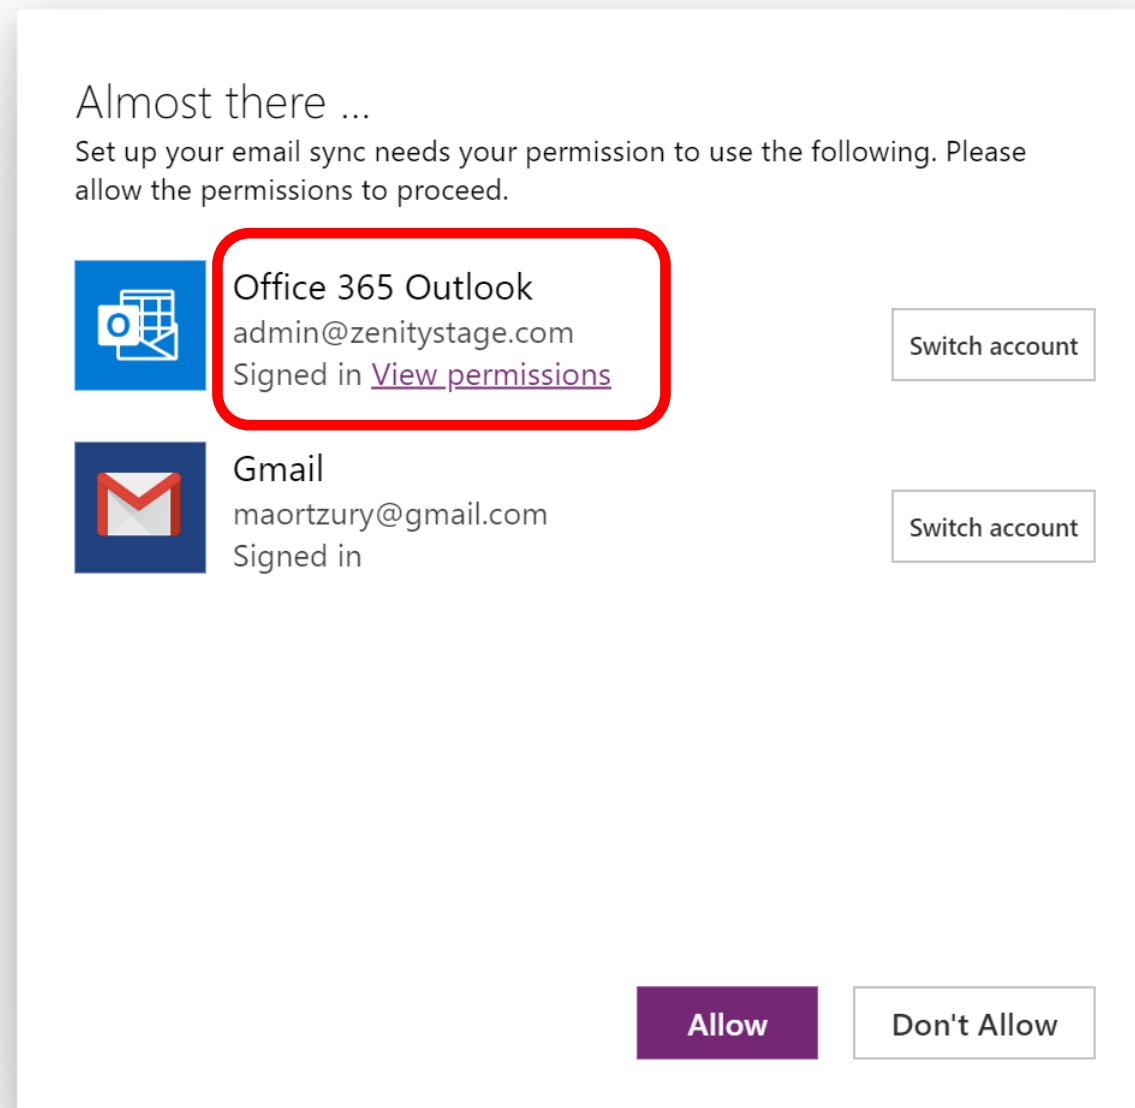 Almost there ...
Set up your email sync needs your permission to use the following. Please
allow the permissions to proceed.
Office 365 Outlook
admin@zenitystage.com
Signed in View permissions
Switch account
Gmail
maortzury@gmail.com
Signed in
Switch account
Allow
Don't Allow